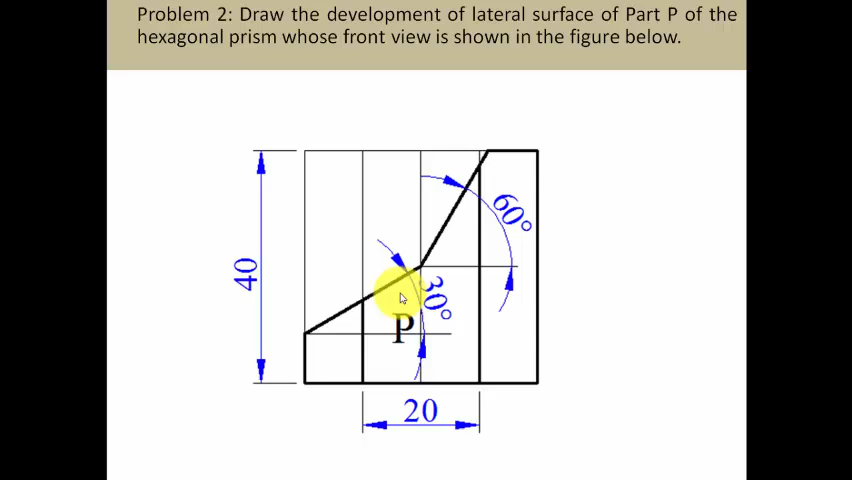 Problem 2: Draw the development of lateral surface of Part P of the
hexagonal prism whose front view is shown in the figure below.
60°
40
30°
P
20